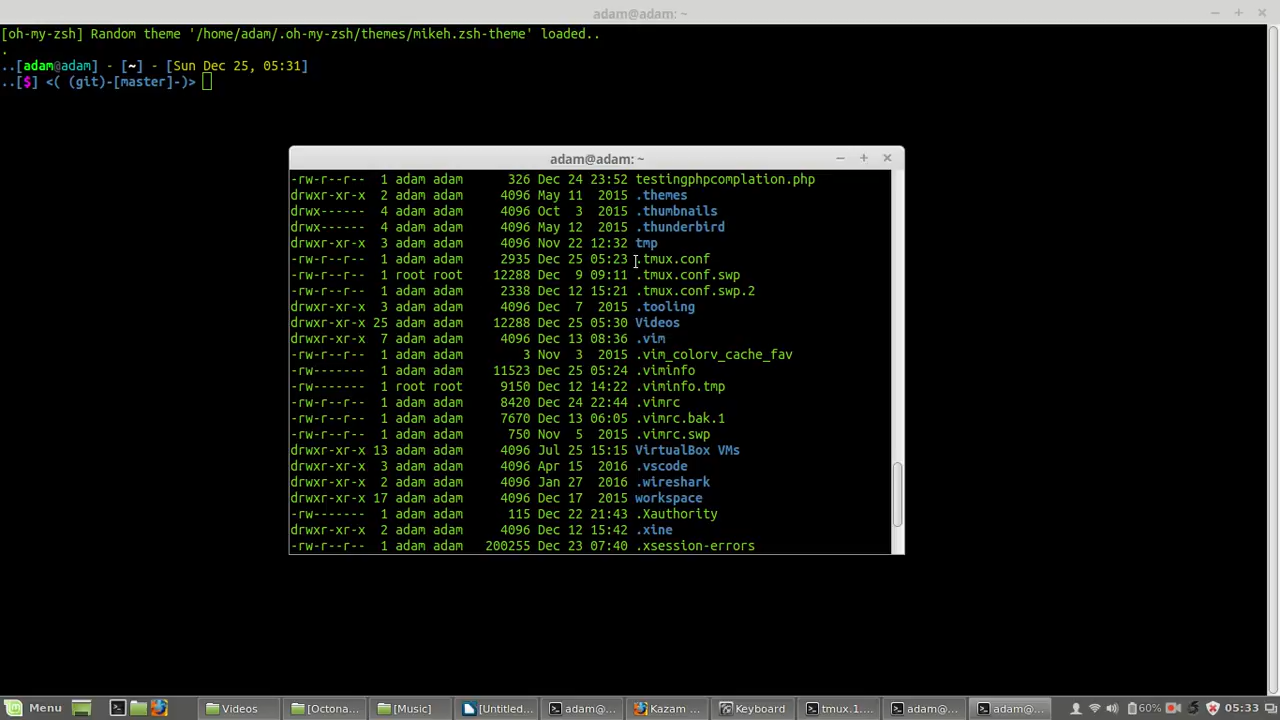 adam@adam: ~
[oh-my-zsh] Random theme '/home/adam/.oh-my-zsh/themes/mikeh.zsh-theme' loaded..
.
..[adam@adam] - [~] - [Sun Dec 25, 05:31]
..[$] <( (git)-[master]-)>
adam@adam: ~
-rw-r--r-- 1 adam adam 326 Dec 24 23:52 testingphpcomplation.php
drwxr-xr-x 2 adam adam 4096 May 11 2015 .themes
drwx------ 4 adam adam 4096 Oct 3 2015 .thumbnails
drwx------ 4 adam adam 4096 May 12 2015 .thunderbird
drwxr-xr-x 3 adam adam 4096 Nov 22 12:32 tmp
-rw-r--r-- 1 adam adam 2935 Dec 25 05:23 .tmux.conf
-rw-r--r-- 1 root root 12288 Dec 9 09:11 .tmux.conf.swp
-rw-r--r-- 1 adam adam 2338 Dec 12 15:21 .tmux.conf.swp.2
drwxr-xr-x 3 adam adam 4096 Dec 7 2015 .tooling
drwxr-xr-x 25 adam adam 12288 Dec 25 05:30 Videos
drwxr-xr-x 7 adam adam 4096 Dec 13 08:36 .vim
-rw-r--r-- 1 adam adam 3 Nov 3 2015 .vim_colorv_cache_fav
-rw------- 1 adam adam 11523 Dec 25 05:24 .viminfo
-rw------- 1 root root 9150 Dec 12 14:22 .viminfo.tmp
-rw-r--r-- 1 adam adam 8420 Dec 24 22:44 .vimrc
-rw-r--r-- 1 adam adam 7670 Dec 13 06:05 .vimrc.bak.1
-rw-r--r-- 1 adam adam 750 Nov 5 2015 .vimrc.swp
drwxr-xr-x 13 adam adam 4096 Jul 25 15:15 VirtualBox VMs
drwxr-xr-x 3 adam adam 4096 Apr 15 2016 .vscode
drwxr-xr-x 2 adam adam 4096 Jan 27 2016 .wireshark
drwxr-xr-x 17 adam adam 4096 Dec 17 2015 workspace
-rw------- 1 adam adam 115 Dec 22 21:43 .Xauthority
drwxr-xr-x 2 adam adam 4096 Dec 12 15:42 .xine
-rw-r--r-- 1 adam adam 200255 Dec 23 07:40 .xsession-errors
Menu Videos [Octona... [Music] [Untitled... adam@... Kazam ... Keyboard tmux.1.... adam@... adam@... 60% 05:33